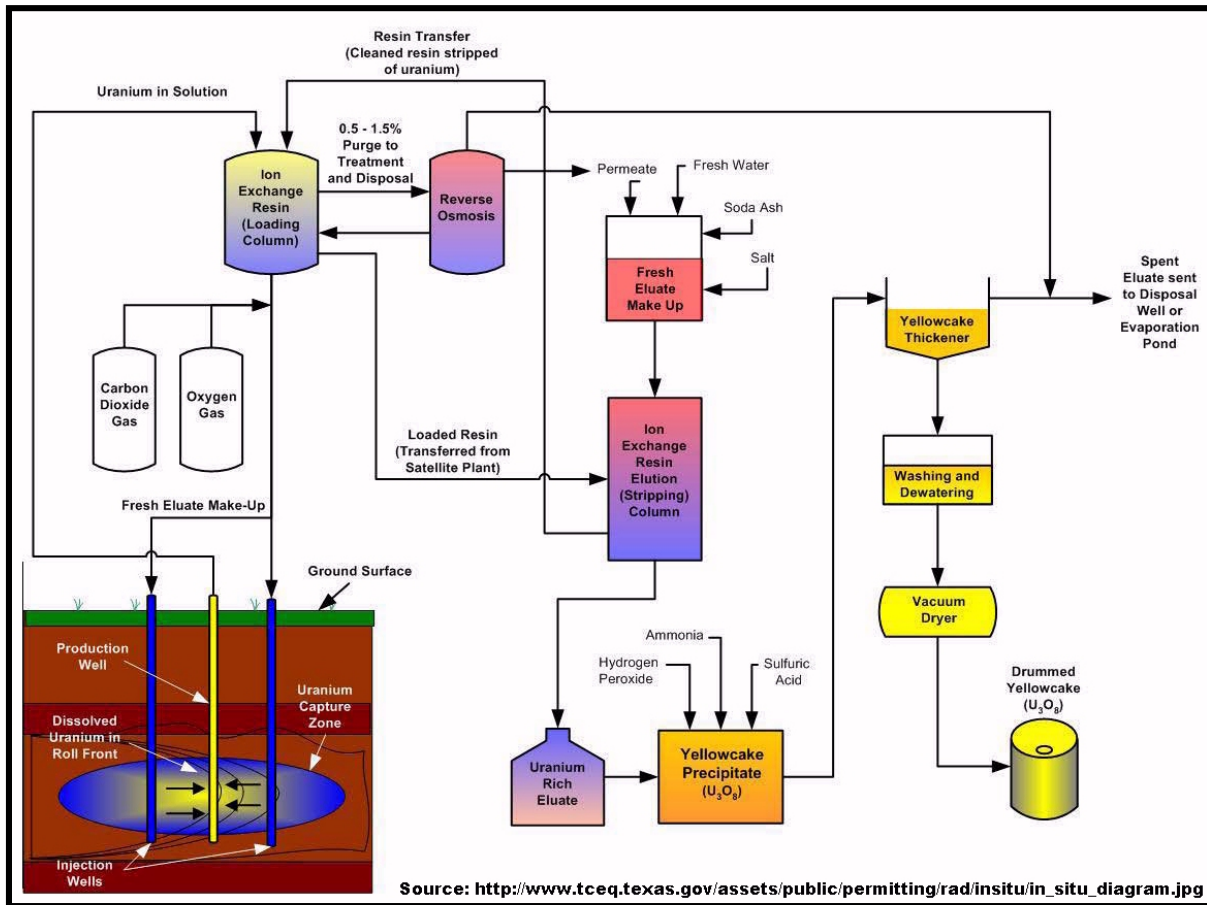 Resin Transfer
(Cleaned resin stripped
of uranium)
Uranium in Solution
0.5 - 1.5%
Purge to
Treatment
and Disposal
Ion
Exchange
Resin
(Loading
Column)
Reverse
Osmosis
Permeate
Fresh Water
Soda Ash
Salt
Fresh
Eluate
Make Up
Spent
Eluate sent
to Disposal
Well or
Evaporation
Pond
Yellowcake
Thickener
Carbon
Dioxide
Gas
Oxygen
Gas
Loaded Resin
(Transferred from
Satellite Plant)
Ion
Exchange
Resin
Elution
(Stripping)
Column
Washing and
Dewatering
Fresh Eluate Make-Up
Ground Surface
Vacuum
Dryer
Production
Well
Uranium
Capture
Zone
Dissolved
Uranium in
Roll Front
Injection
Wells
Ammonia
Hydrogen
Peroxide
Sulfuric
Acid
Drummed
Yellowcake
(U₃O₈)
Uranium
Rich
Eluate
Yellowcake
Precipitate
(U₃O₈)
Source: http://www.tceq.texas.gov/assets/public/permitting/rad/insitu/in_situ_diagram.jpg